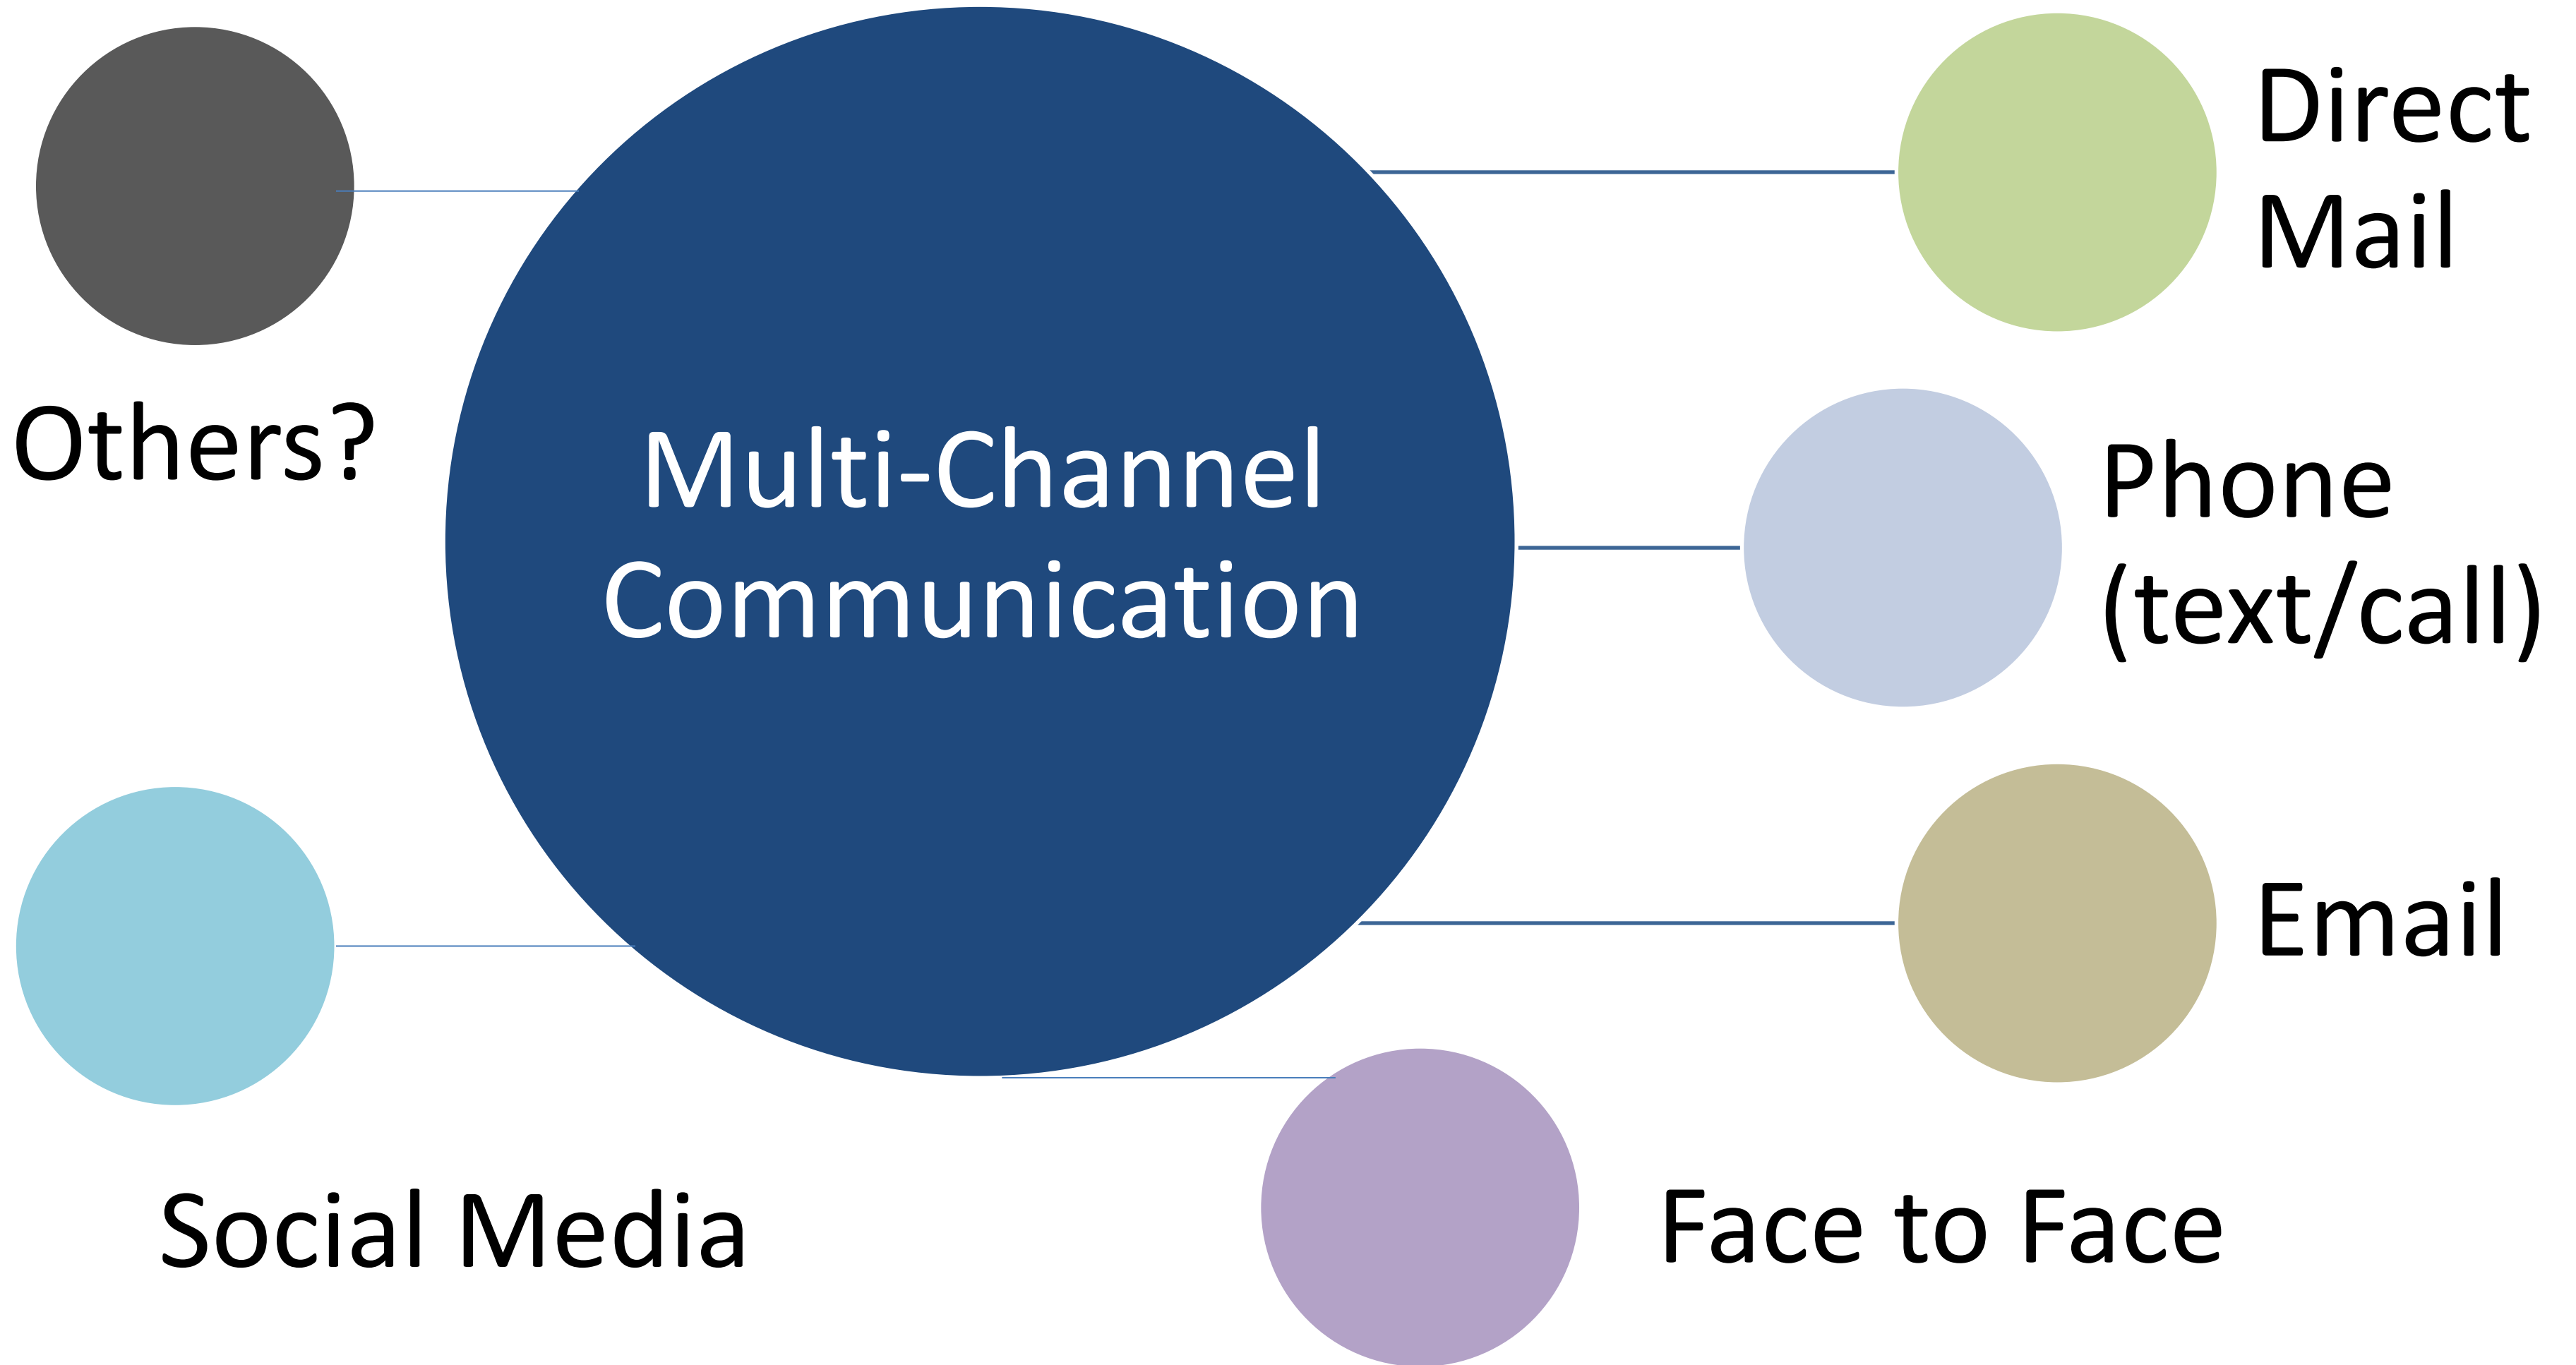 Multi-Channel
Communication
Direct
Mail
Phone
(text/call)
Email
Face to Face
Social Media
Others?